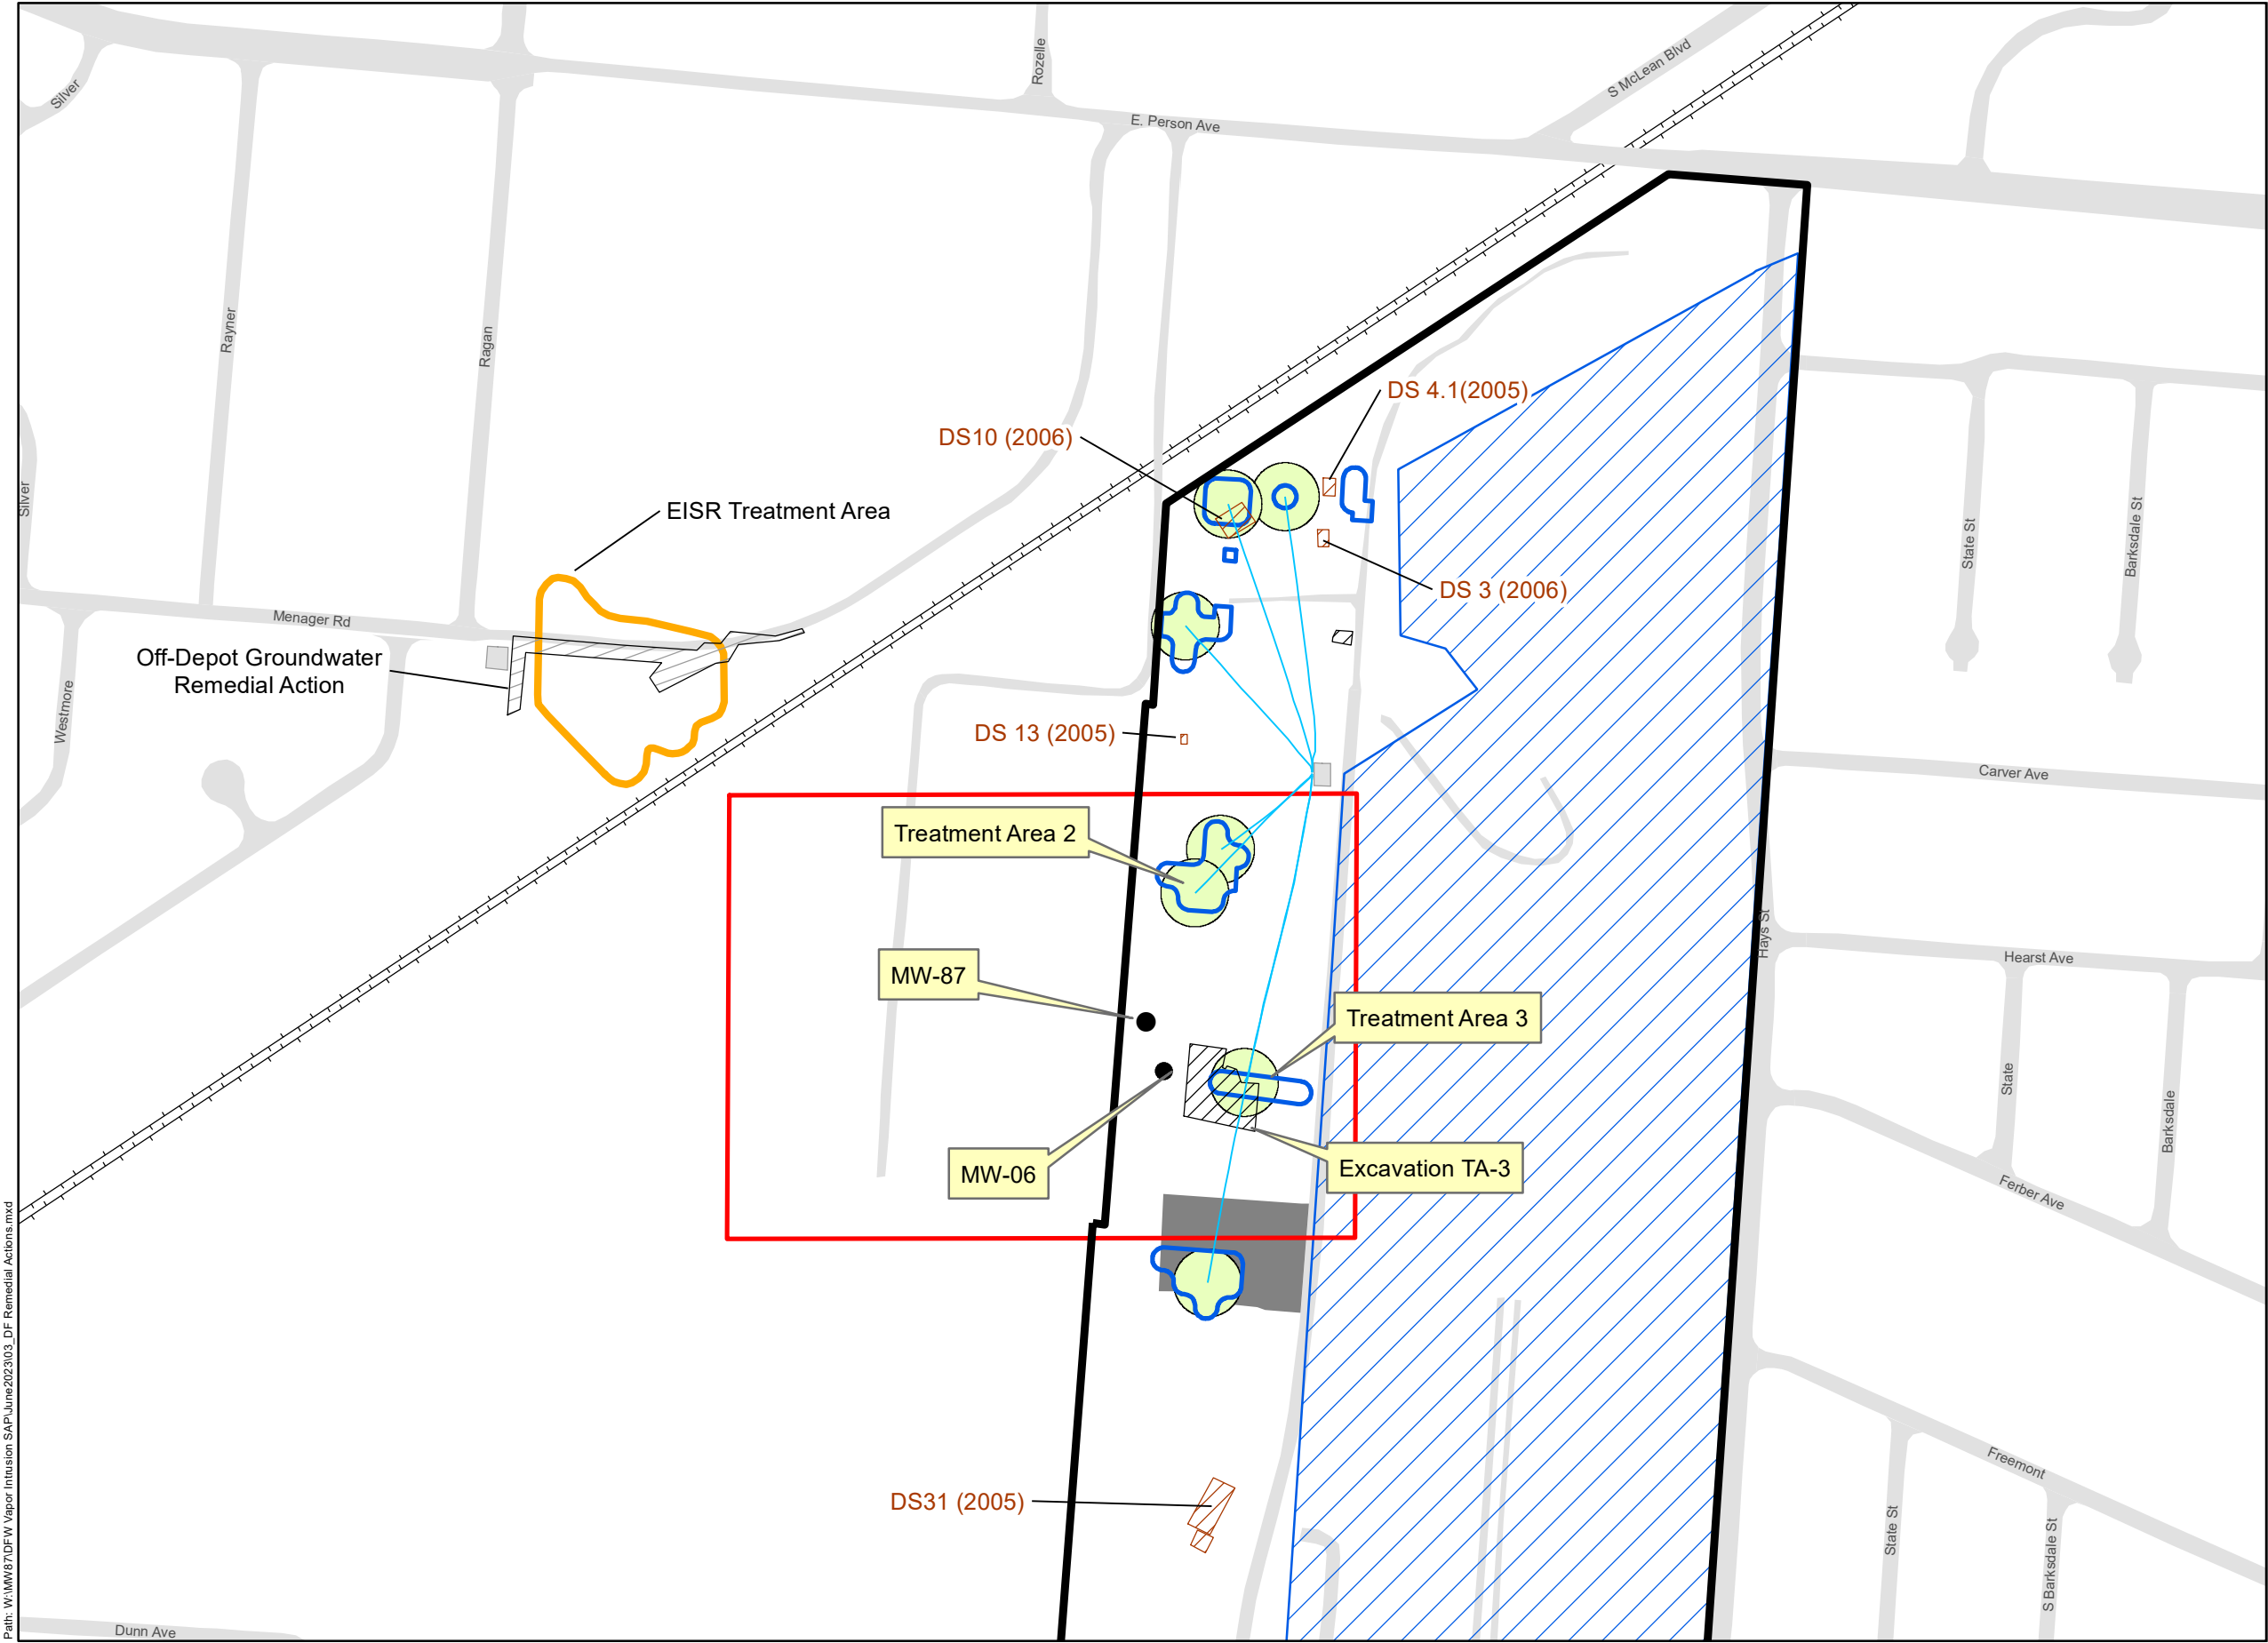 Silver
Rozelle
S McLean Blvd
E. Person Ave
Rayner
Ragan
DS 4.1(2005)
DS10 (2006)
Silver
EISR Treatment Area
State St
Barksdale St
DS 3 (2006)
Menager Rd
Off-Depot Groundwater
Remedial Action
Westmore
DS 13 (2005)
Carver Ave
Treatment Area 2
Hays St
Hearst Ave
MW-87
Treatment Area 3
State
Barksdale
MW-06
Excavation TA-3
Ferber Ave
Freemont
DS31 (2005)
State St
S Barksdale St
Dunn Ave
Path: W:\MW87\DFW Vapor Intrusion SAP\June2023\03_DF Remedial Actions.mxd